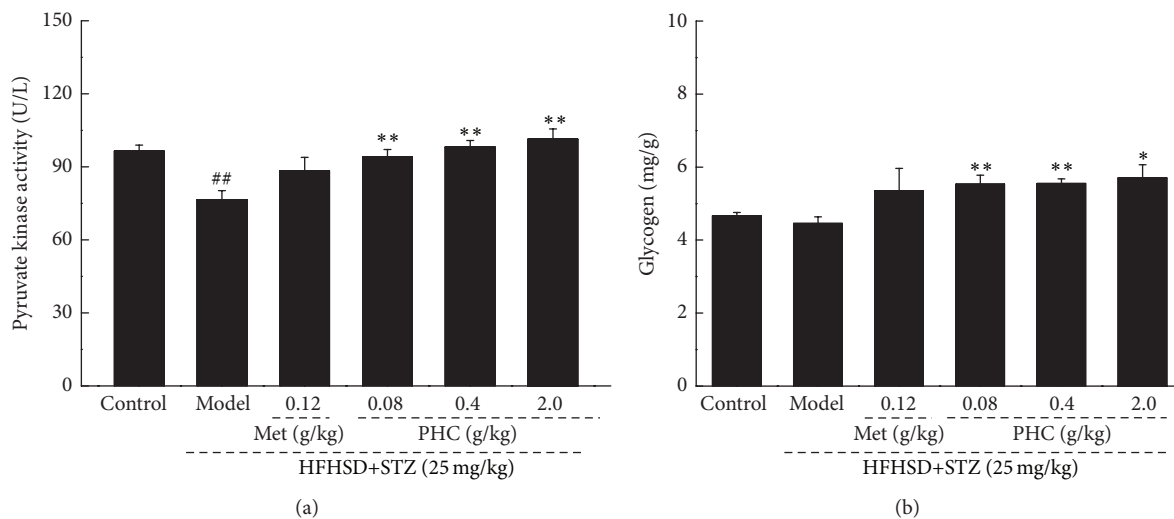 Pyruvate kinase activity (U/L)
150
120
90
60
30
0
##
**
**
**
Control
Model
0.12
0.08
0.4
2.0
Met (g/kg)
PHC (g/kg)
HFHSD+STZ (25 mg/kg)
(a)
Glycogen (mg/g)
10
8
6
4
2
0
**
**
*
Control
Model
0.12
0.08
0.4
2.0
Met (g/kg)
PHC (g/kg)
HFHSD+STZ (25 mg/kg)
(b)